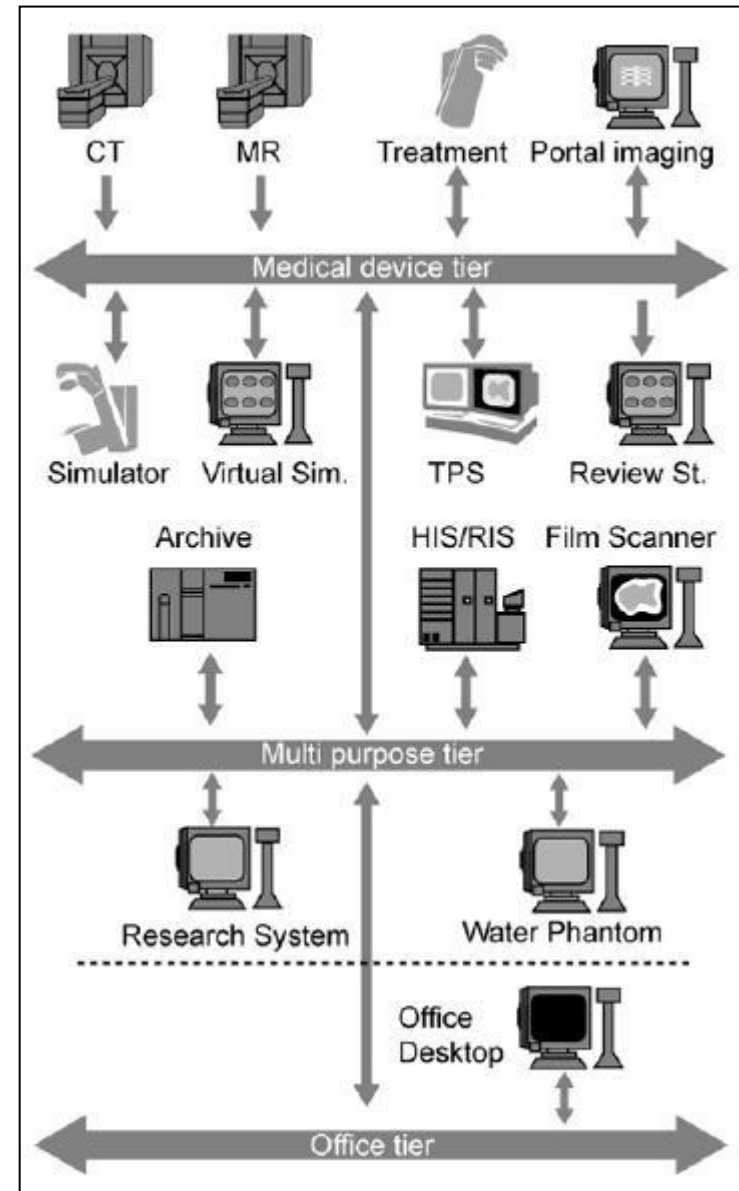 CT
MR
Treatment
Portal imaging
Medical device tier
Simulator
Virtual Sim.
TPS
Review St.
Archive
HIS/RIS
Film Scanner
Multi purpose tier
Research System
Water Phantom
Office
Desktop
Office tier